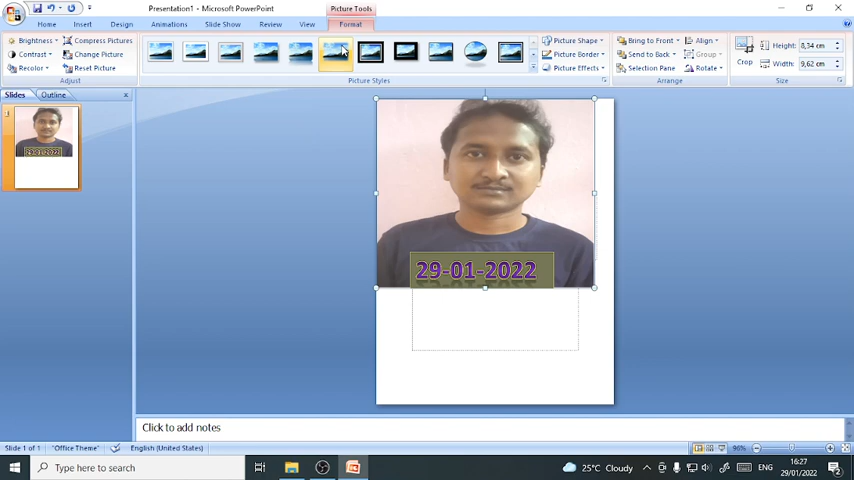 Presentation1 - Microsoft PowerPoint
Picture Tools
Home Insert Design Animations Slide Show Review View Format
Brightness Compress Pictures
Contrast Change Picture
Recolor Reset Picture
Adjust
Picture Styles
Picture Shape
Picture Border
Picture Effects
Bring to Front Align
Send to Back Group
Selection Pane Rotate
Arrange
Crop
Height: 8,34 cm
Width: 9,62 cm
Size
Slides Outline
1
29-01-2022
29-01-2022
Click to add notes
Slide 1 of 1 "Office Theme" English (United States) 96%
Type here to search
25°C Cloudy ENG 16:27
29/01/2022
2